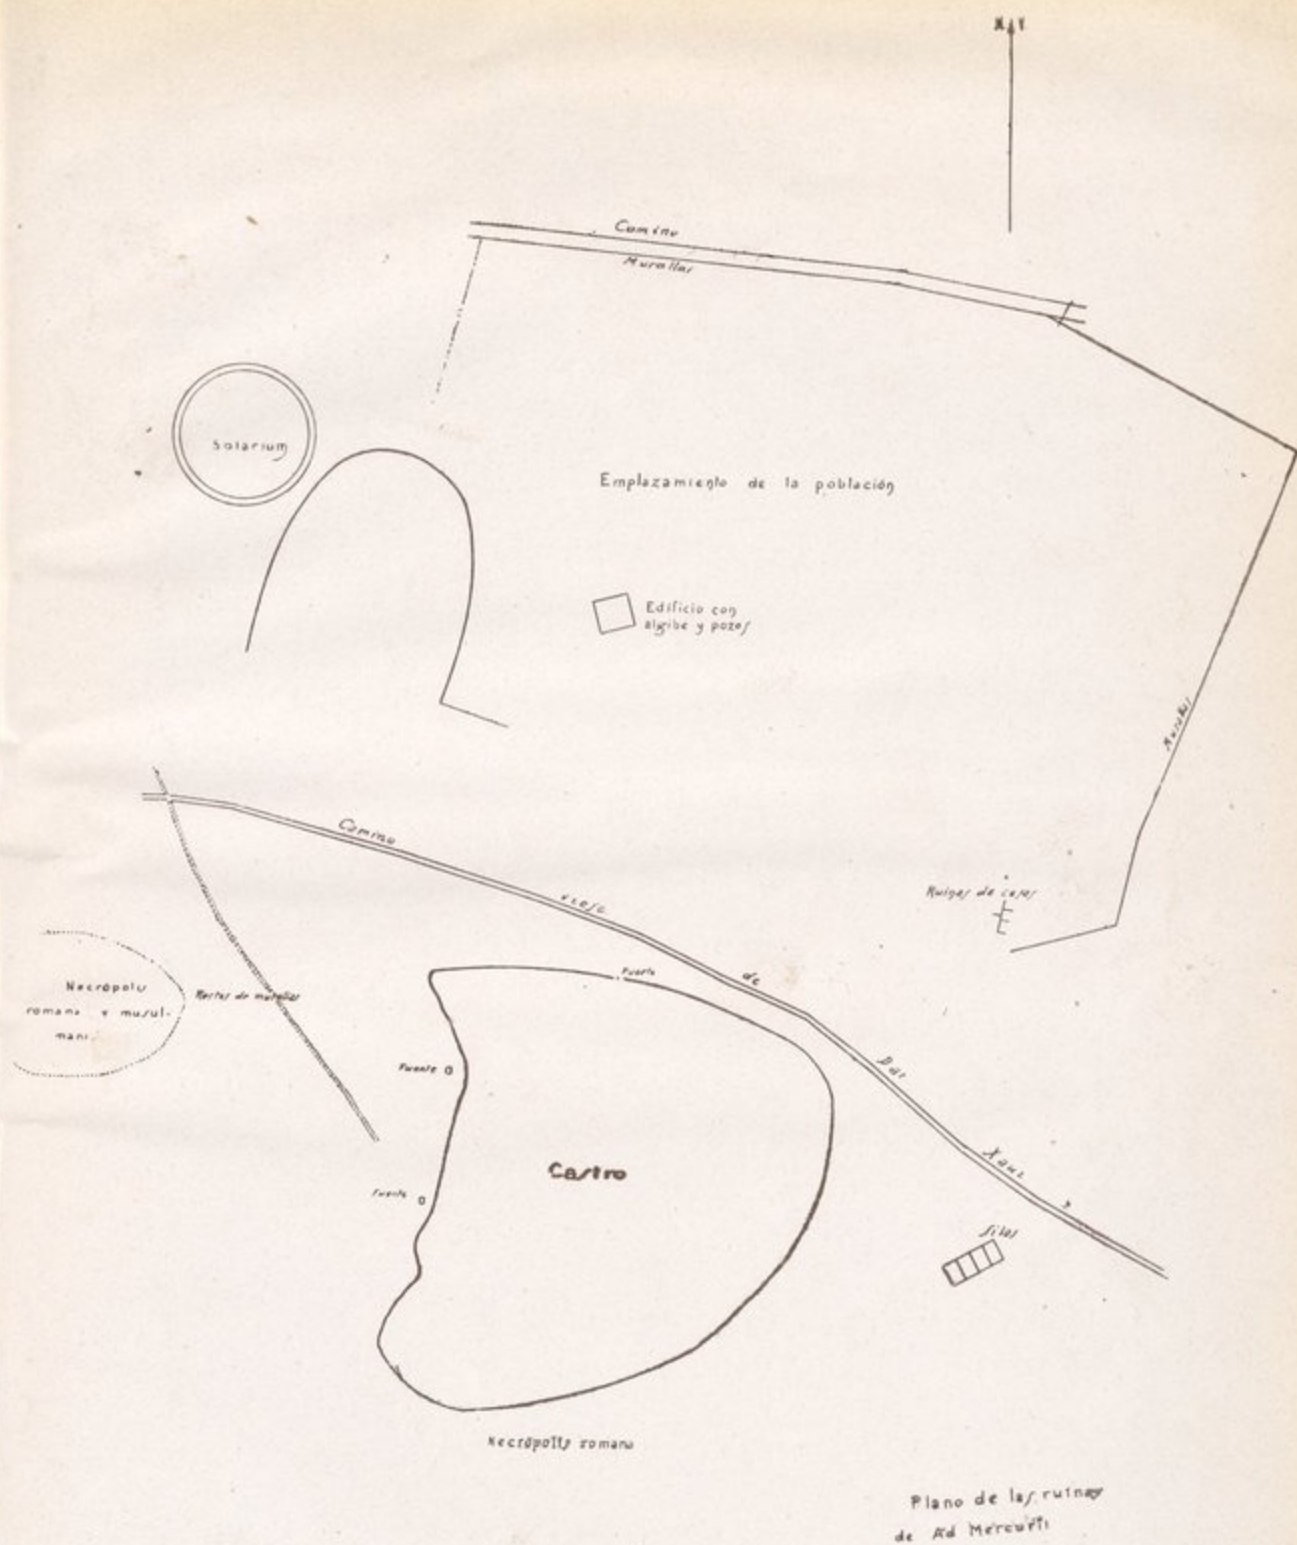 N. V.
Camino
Murallas
Solarium
Emplazamiento de la población
Edificio con
algibe y pozos
Murallas
Camino
de
Dar
Xaui
Ruinas de casas
Puerta
Necrópolis
romana y musul-
mana.
Restos de murallas
Fuente
Castro
Fuente
Silos
Necrópolis romana
Plano de las ruinas
de Ad Mercurii